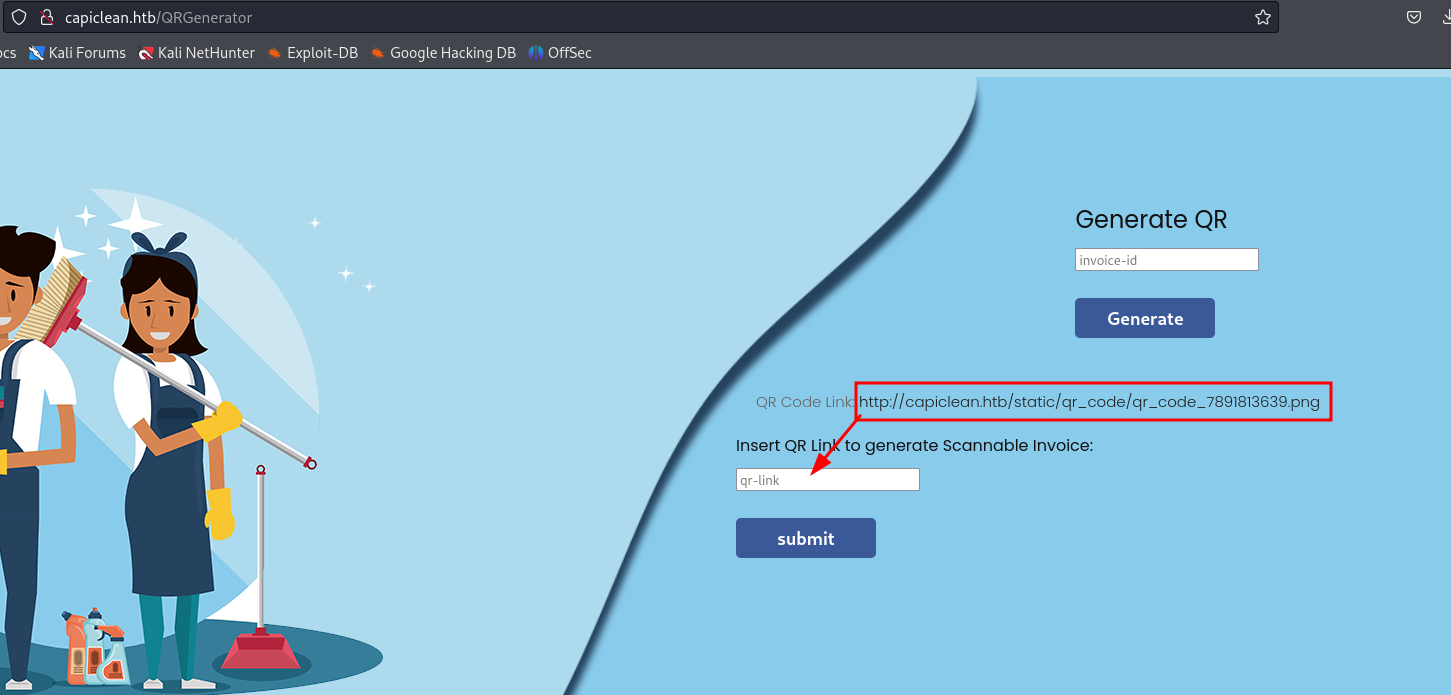 capiclean.htb/QRGenerator
ocs Kali Forums Kali NetHunter Exploit-DB Google Hacking DB OffSec
Generate QR
invoice-id
Generate
QR Code Link: http://capiclean.htb/static/qr_code/qr_code_7891813639.png
Insert QR Link to generate Scannable Invoice:
qr-link
submit